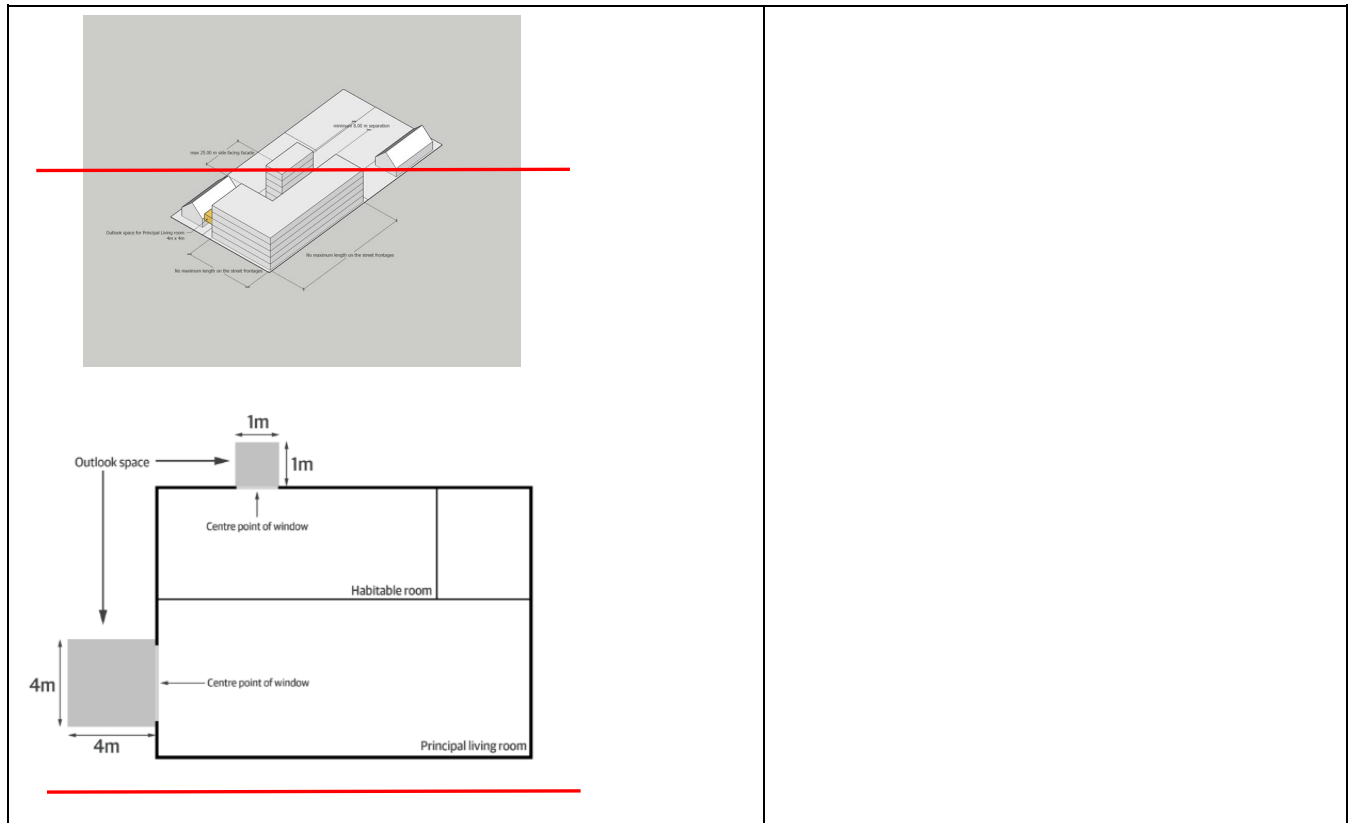 minimum 8.00 m separation
max 25.00 m side facing facade
Outlook space for Principal Living room
4m x 4m
No maximum length on the street frontages
No maximum length on the street frontages
1m
Outlook space
1m
Centre point of window
Habitable room
4m
Centre point of window
4m
Principal living room